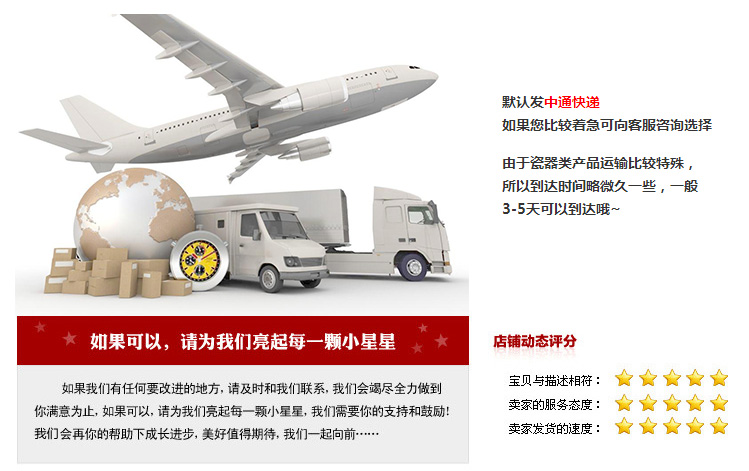 默认发中通快递
如果您比较着急可向客服咨询选择
由于瓷器类产品运输比较特殊，
所以到达时间略微久一些，一般
3-5天可以到达哦~
如果可以，请为我们亮起每一颗小星星
如果我们有任何要改进的地方，请及时和我们联系，我们会竭尽全力做到
你满意为止，如果可以，请为我们亮起每一颗小星星，我们需要你的支持和鼓励！
我们会再你的帮助下成长进步，美好值得期待，我们一起向前……
店铺动态评分
宝贝与描述相符：
卖家的服务态度：
卖家发货的速度：